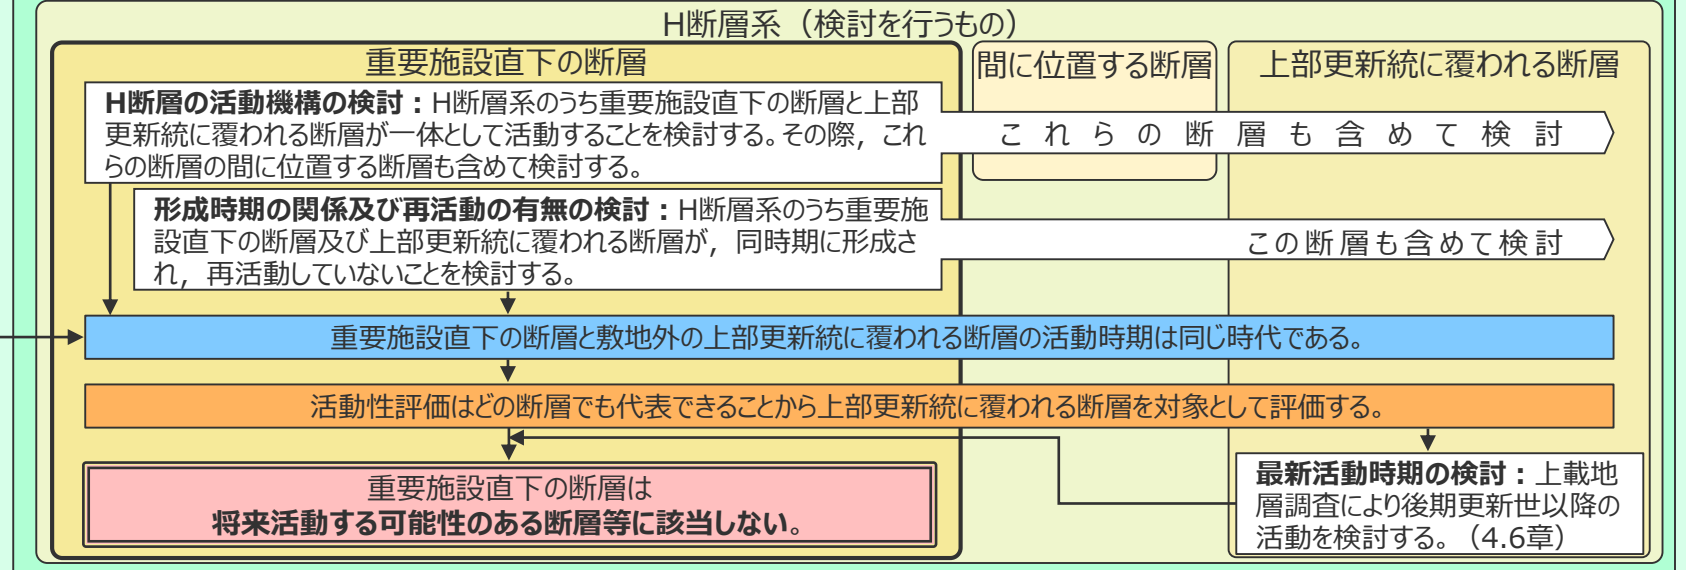 H断層系（検討を行うもの）
重要施設直下の断層
間に位置する断層
上部更新統に覆われる断層
H断層の活動機構の検討：H断層系のうち重要施設直下の断層と上部
更新統に覆われる断層が一体として活動することを検討する。その際，これ
らの断層の間に位置する断層も含めて検討する。
これらの断層も含めて検討
形成時期の関係及び再活動の有無の検討：H断層系のうち重要施
設直下の断層及び上部更新統に覆われる断層が，同時期に形成さ
れ，再活動していないことを検討する。
この断層も含めて検討
重要施設直下の断層と敷地外の上部更新統に覆われる断層の活動時期は同じ時代である。
活動性評価はどの断層でも代表できることから上部更新統に覆われる断層を対象として評価する。
重要施設直下の断層は
将来活動する可能性のある断層等に該当しない。
最新活動時期の検討：上載地
層調査により後期更新世以降の
活動を検討する。（4.6章）